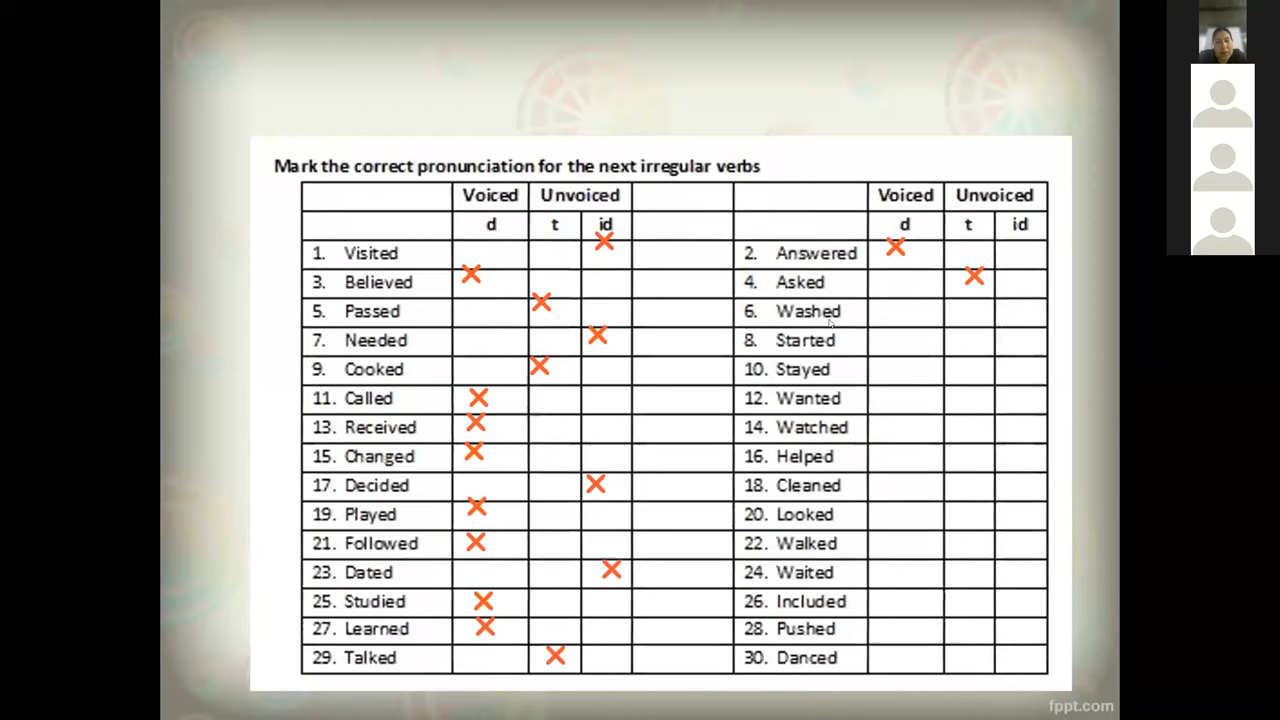 Mark the correct pronunciation for the next irregular verbs
Voiced Unvoiced Voiced Unvoiced
d t id d t id
1. Visited 2. Answered
3. Believed 4. Asked
5. Passed 6. Washed
7. Needed 8. Started
9. Cooked 10. Stayed
11. Called 12. Wanted
13. Received 14. Watched
15. Changed 16. Helped
17. Decided 18. Cleaned
19. Played 20. Looked
21. Followed 22. Walked
23. Dated 24. Waited
25. Studied 26. Included
27. Learned 28. Pushed
29. Talked 30. Danced
fppt.com